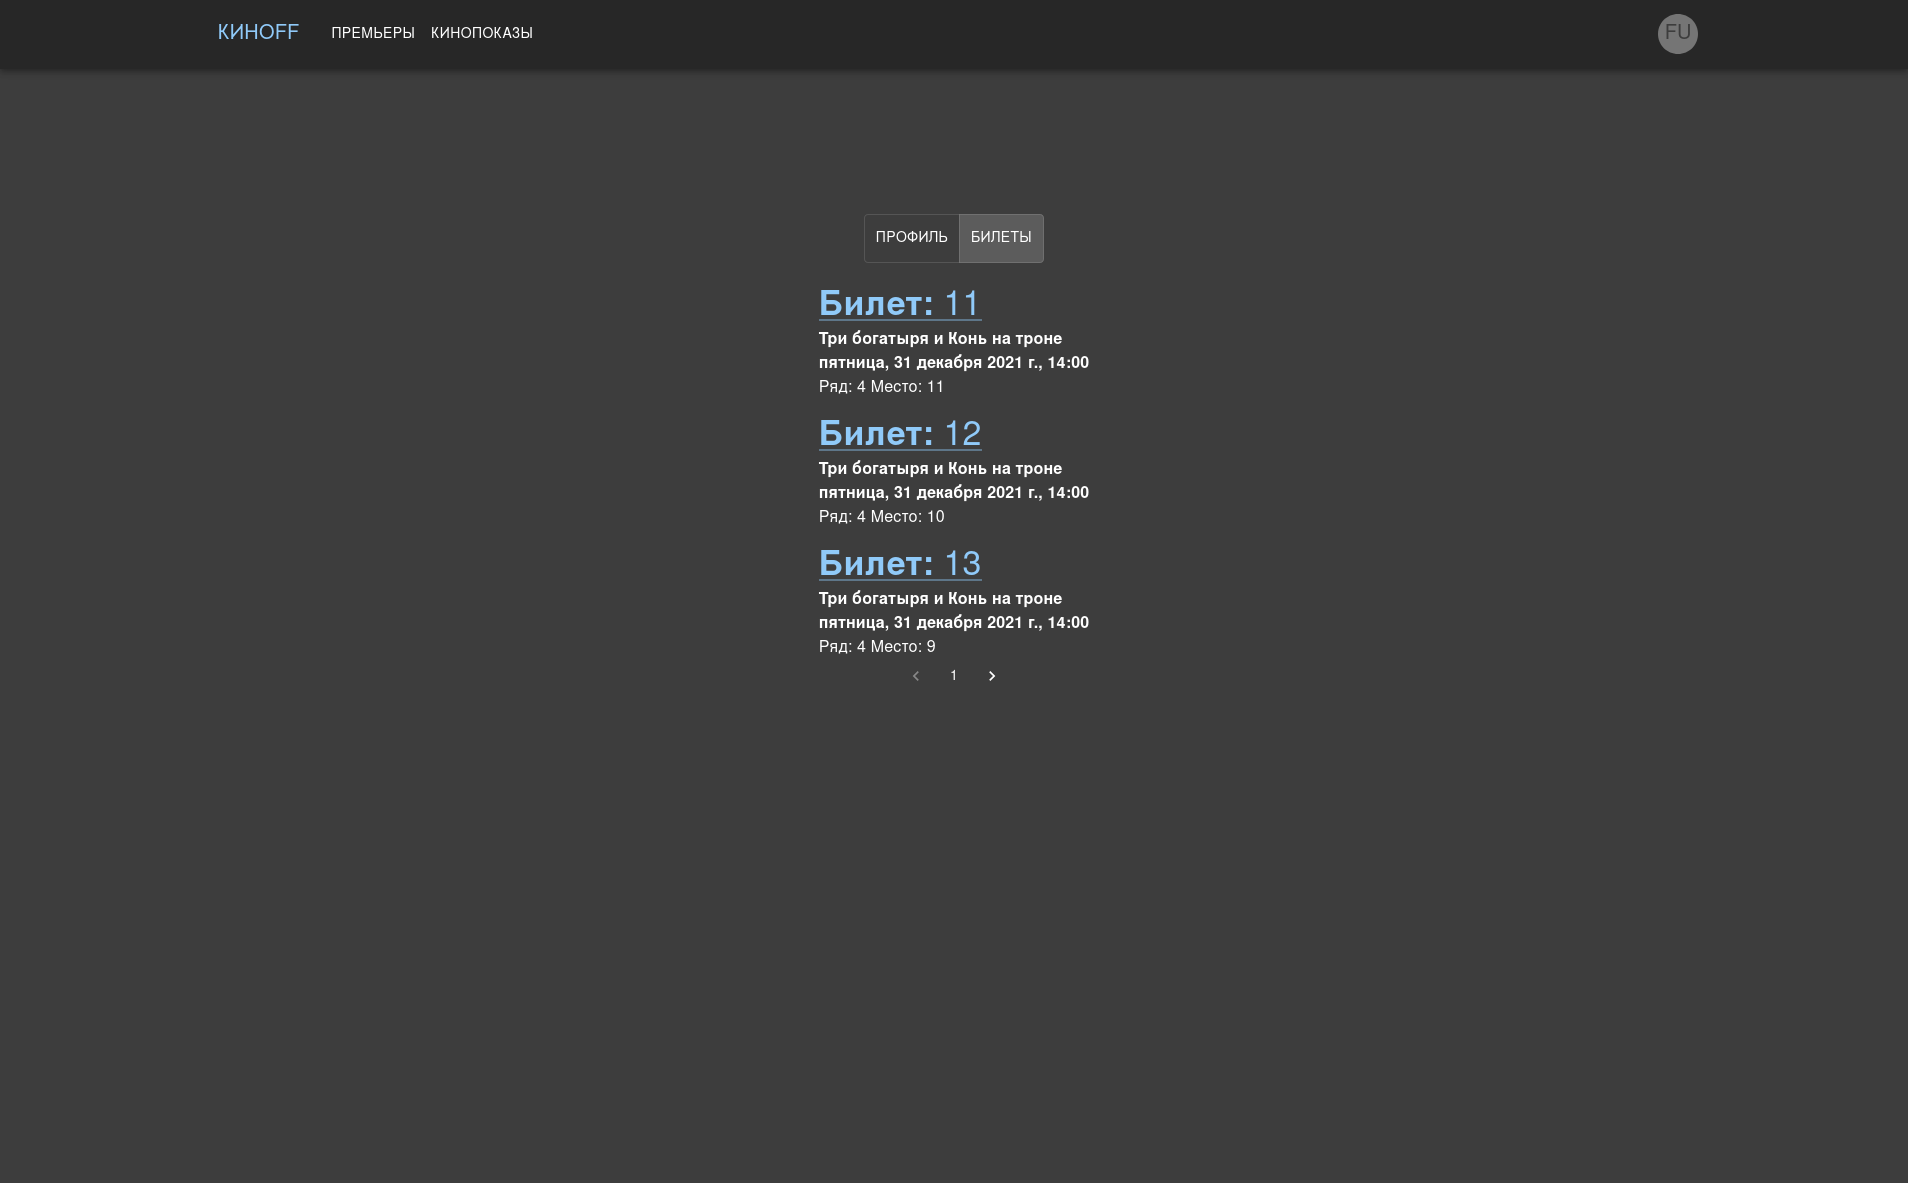 КИНОFF
ПРЕМЬЕРЫ
КИНОПОКАЗЫ
FU
ПРОФИЛЬ
БИЛЕТЫ
Билет: 11
Три богатыря и Конь на троне
пятница, 31 декабря 2021 г., 14:00
Ряд: 4 Место: 11
Билет: 12
Три богатыря и Конь на троне
пятница, 31 декабря 2021 г., 14:00
Ряд: 4 Место: 10
Билет: 13
Три богатыря и Конь на троне
пятница, 31 декабря 2021 г., 14:00
Ряд: 4 Место: 9
1